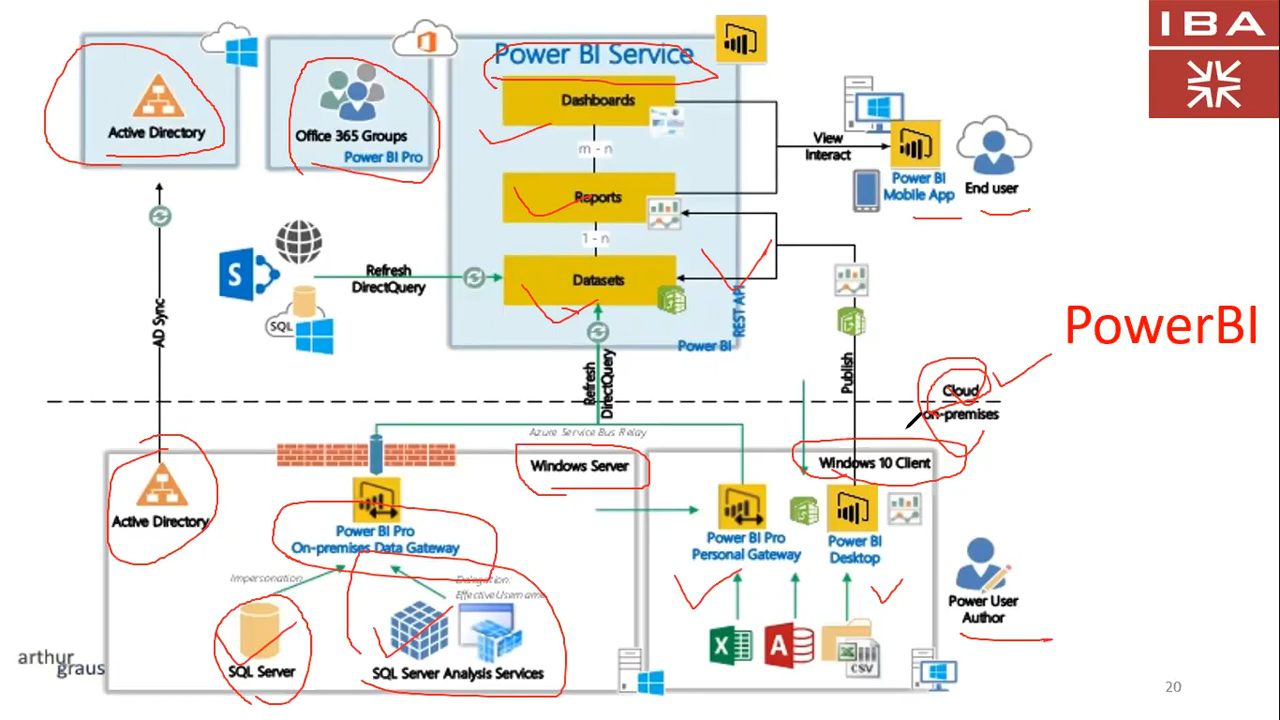 IBA
Active Directory
Office 365 Groups
Power BI Pro
Power BI Service
Dashboards
m - n
Reports
1 - n
Datasets
REST API
Power BI
View
Interact
Power BI
Mobile App
End user
S
SQL
Refresh
DirectQuery
AD Sync
Refresh
DirectQuery
Publish
PowerBI
Cloud
on-premises
Azure Service Bus Relay
Windows Server
Windows 10 Client
Active Directory
Power BI Pro
On-premises Data Gateway
Impersonation
Delegation:
EffectiveUsername
SQL Server
SQL Server Analysis Services
Power BI Pro
Personal Gateway
Power BI
Desktop
X
A
CSV
Power User
Author
arthur
graus
20